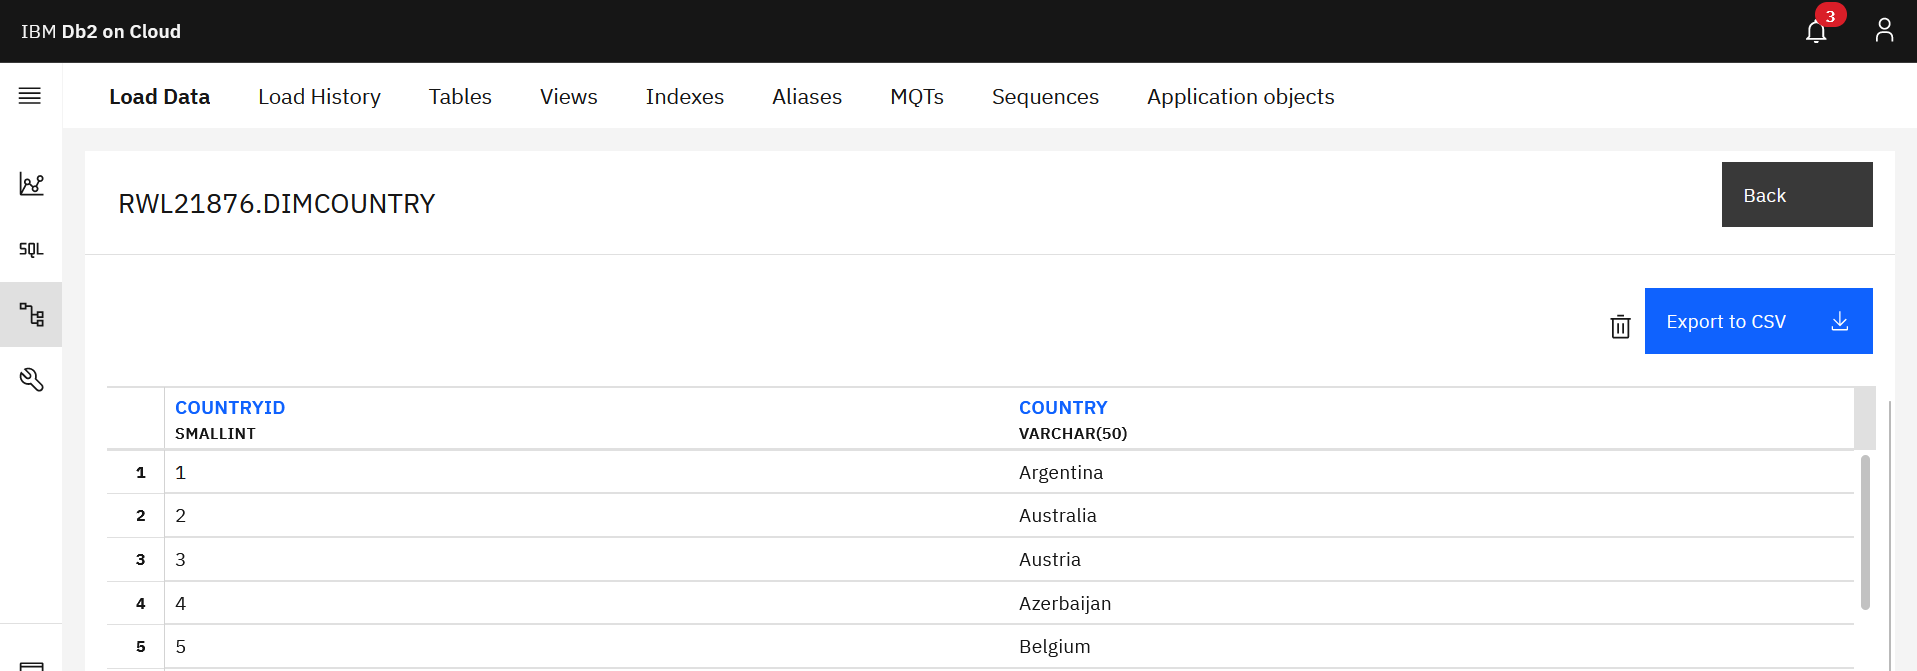 IBM Db2 on Cloud
3
Load Data Load History Tables Views Indexes Aliases MQTs Sequences Application objects
RWL21876.DIMCOUNTRY
Back
SQL
Export to CSV
COUNTRYID COUNTRY
SMALLINT VARCHAR(50)
1 1 Argentina
2 2 Australia
3 3 Austria
4 4 Azerbaijan
5 5 Belgium